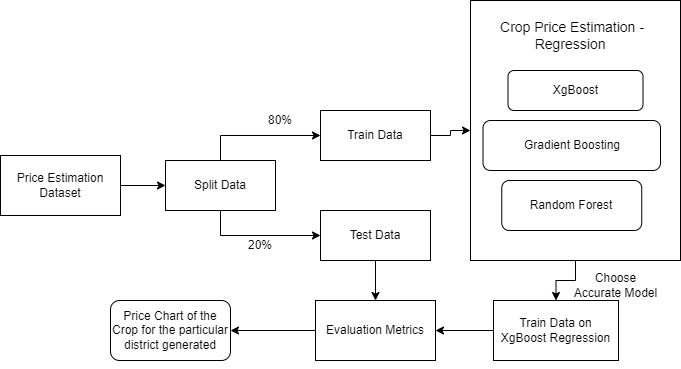 Crop Price Estimation -
Regression
XgBoost
80%
Train Data
Gradient Boosting
Price Estimation
Dataset
Split Data
Random Forest
20%
Test Data
Choose
Accurate Model
Price Chart of the
Crop for the particular
district generated
Evaluation Metrics
Train Data on
XgBoost Regression